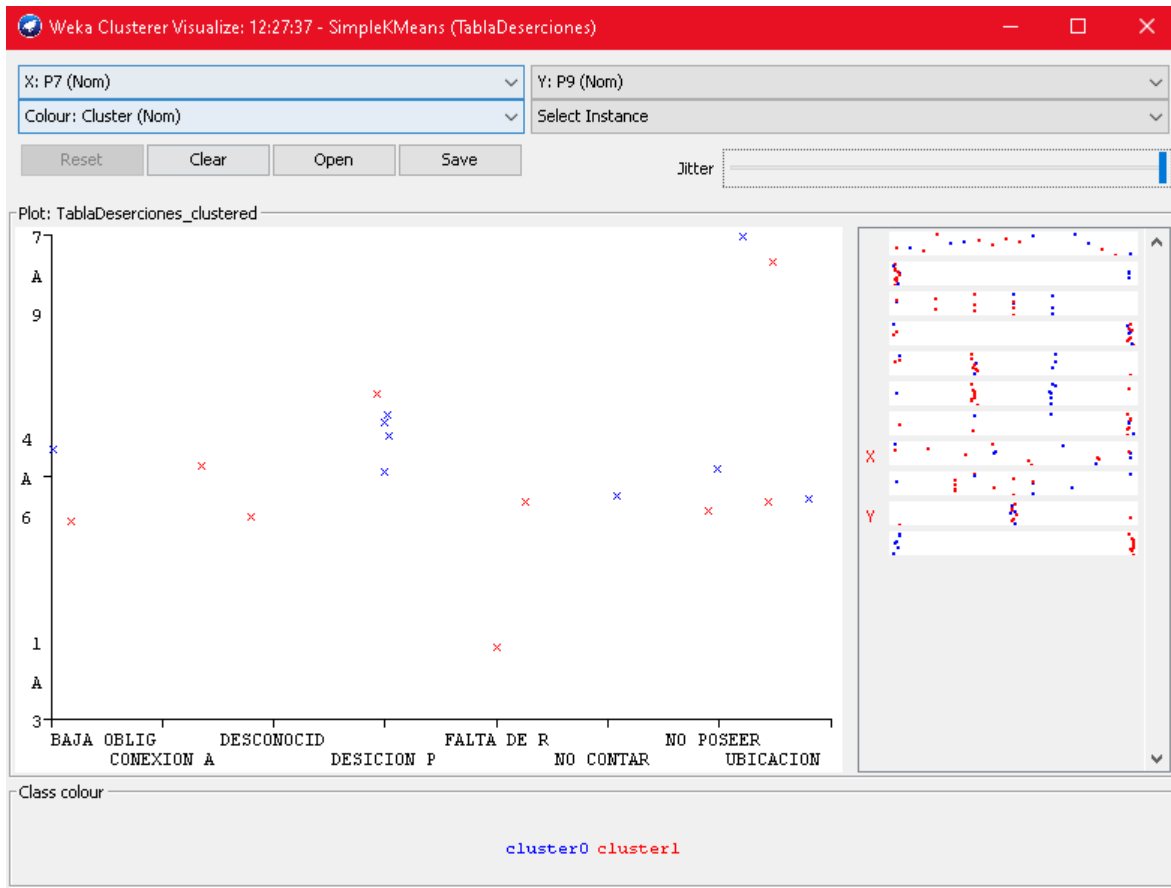 Weka Clusterer Visualize: 12:27:37 - SimpleKMeans (TablaDeserciones)
X: P7 (Nom)
Y: P9 (Nom)
Colour: Cluster (Nom)
Select Instance
Reset Clear Open Save
Jitter
Plot: TablaDeserciones_clustered
7
A
9
4
A
6
1
A
3
BAJA OBLIG DESCONOCID FALTA DE R NO POSEER
CONEXION A DESICION P NO CONTAR UBICACION
X
Y
Class colour
cluster0 cluster1